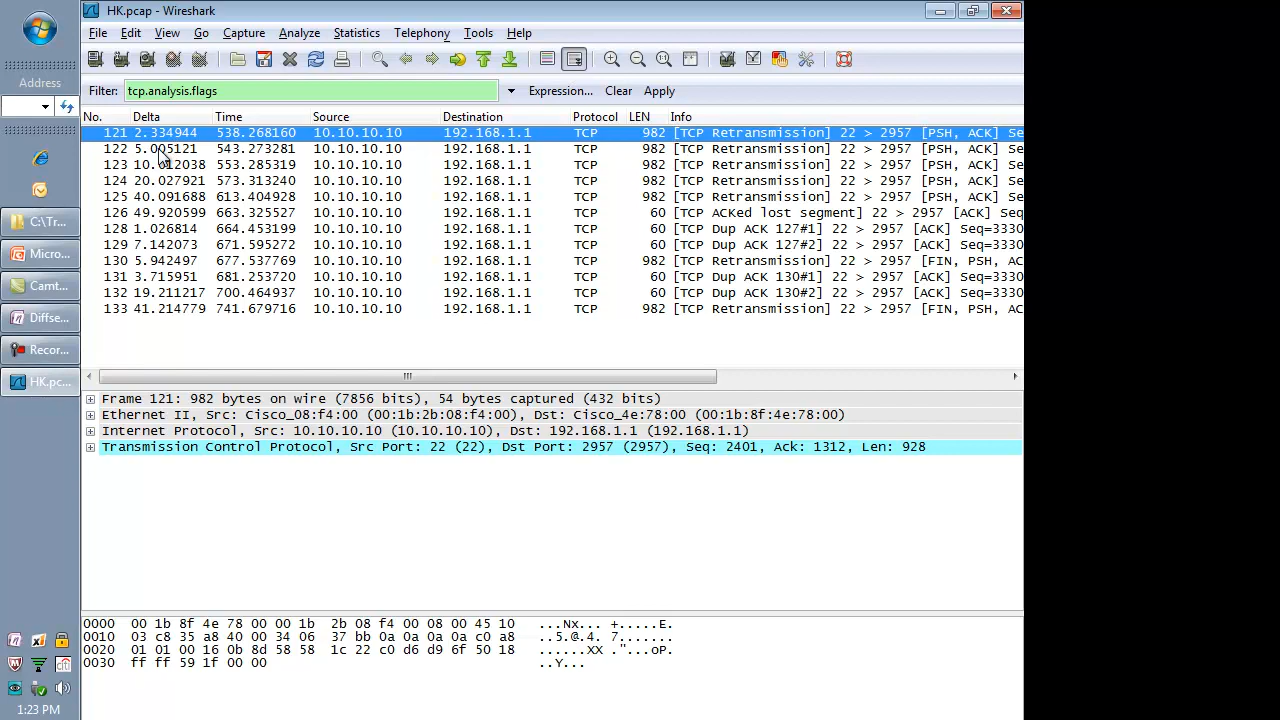 HK.pcap - Wireshark
File Edit View Go Capture Analyze Statistics Telephony Tools Help
Address
Filter: tcp.analysis.flags Expression... Clear Apply
No. Delta Time Source Destination Protocol LEN Info
121 2.334944 538.268160 10.10.10.10 192.168.1.1 TCP 982 [TCP Retransmission] 22 > 2957 [PSH, ACK] Se
122 5.005121 543.273281 10.10.10.10 192.168.1.1 TCP 982 [TCP Retransmission] 22 > 2957 [PSH, ACK] Se
123 10.012038 553.285319 10.10.10.10 192.168.1.1 TCP 982 [TCP Retransmission] 22 > 2957 [PSH, ACK] Se
124 20.027921 573.313240 10.10.10.10 192.168.1.1 TCP 982 [TCP Retransmission] 22 > 2957 [PSH, ACK] Se
125 40.091688 613.404928 10.10.10.10 192.168.1.1 TCP 982 [TCP Retransmission] 22 > 2957 [PSH, ACK] Se
126 49.920599 663.325527 10.10.10.10 192.168.1.1 TCP 60 [TCP ACKed lost segment] 22 > 2957 [ACK] Seq
128 1.026814 664.453199 10.10.10.10 192.168.1.1 TCP 60 [TCP Dup ACK 127#1] 22 > 2957 [ACK] Seq=3330
129 7.142073 671.595272 10.10.10.10 192.168.1.1 TCP 60 [TCP Dup ACK 127#2] 22 > 2957 [ACK] Seq=3330
130 5.942497 677.537769 10.10.10.10 192.168.1.1 TCP 982 [TCP Retransmission] 22 > 2957 [FIN, PSH, A
131 3.715951 681.253720 10.10.10.10 192.168.1.1 TCP 60 [TCP Dup ACK 130#1] 22 > 2957 [ACK] Seq=3330
132 19.211217 700.464937 10.10.10.10 192.168.1.1 TCP 60 [TCP Dup ACK 130#2] 22 > 2957 [ACK] Seq=3330
133 41.214779 741.679716 10.10.10.10 192.168.1.1 TCP 982 [TCP Retransmission] 22 > 2957 [FIN, PSH, AC
C:\Tr...
Micro...
Camt...
Diffse...
Recor...
HK.pc...
Frame 121: 982 bytes on wire (7856 bits), 54 bytes captured (432 bits)
Ethernet II, Src: Cisco_08:f4:00 (00:1b:2b:08:f4:00), Dst: Cisco_4e:78:00 (00:1b:8f:4e:78:00)
Internet Protocol, Src: 10.10.10.10 (10.10.10.10), Dst: 192.168.1.1 (192.168.1.1)
Transmission Control Protocol, Src Port: 22 (22), Dst Port: 2957 (2957), Seq: 2401, Ack: 1312, Len: 928
0000 00 1b 8f 4e 78 00 00 1b 2b 08 f4 00 08 00 45 10 ...Nx... +.....E.
0010 03 c8 35 a8 40 00 34 06 37 bb 0a 0a 0a 0a c0 a8 ..5.@.4. 7.......
0020 01 01 00 16 0b 8d 58 58 1c 22 c0 d6 d9 6f 50 18 ......XX ."...oP.
0030 ff ff 59 1f 00 00 ..Y...
1:23 PM